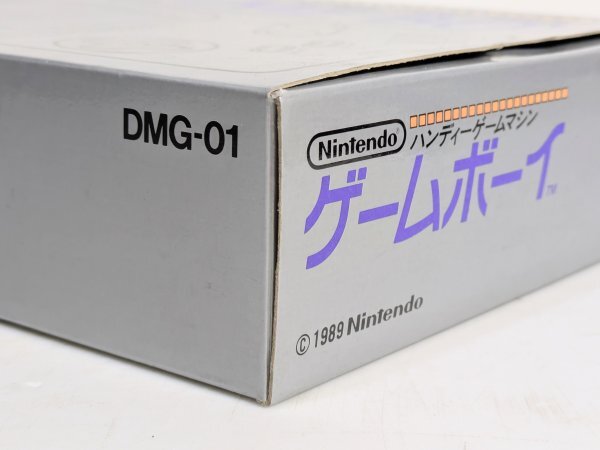 DMG-01
Nintendo
ハンディーゲームマシン
ゲームボーイ TM
© 1989 Nintendo